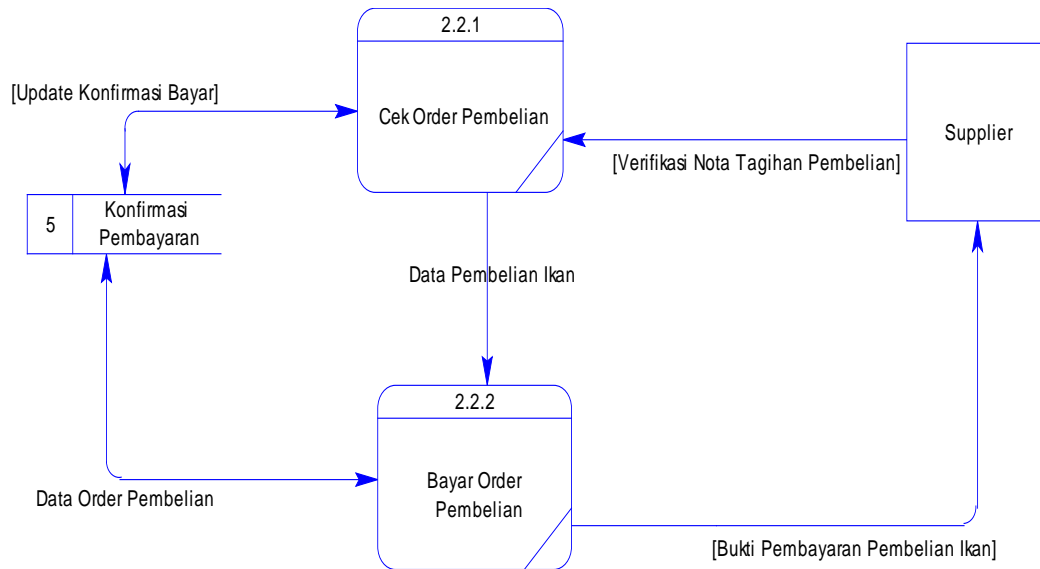 2.2.1
[Update Konfirmasi Bayar]
Cek Order Pembelian
Supplier
[Verifikasi Nota Tagihan Pembelian]
5
Konfirmasi
Pembayaran
Data Pembelian Ikan
2.2.2
Bayar Order
Pembelian
Data Order Pembelian
[Bukti Pembayaran Pembelian Ikan]